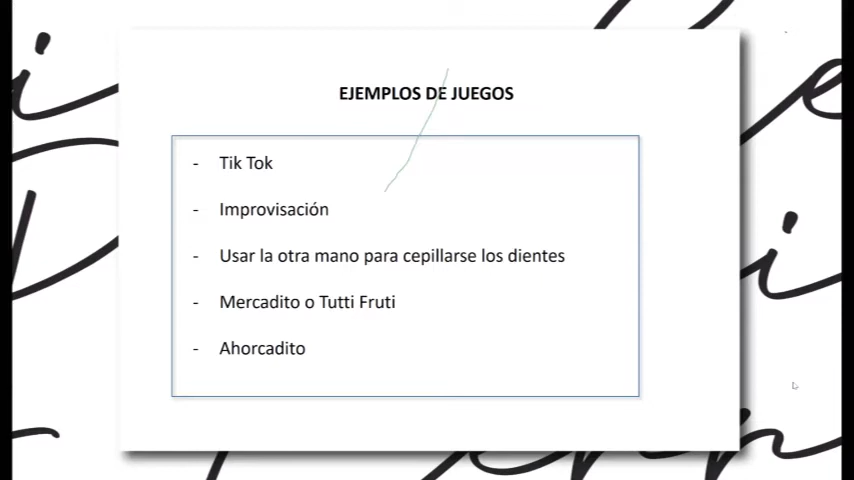 EJEMPLOS DE JUEGOS
- Tik Tok
- Improvisación
- Usar la otra mano para cepillarse los dientes
- Mercadito o Tutti Fruti
- Ahorcadito